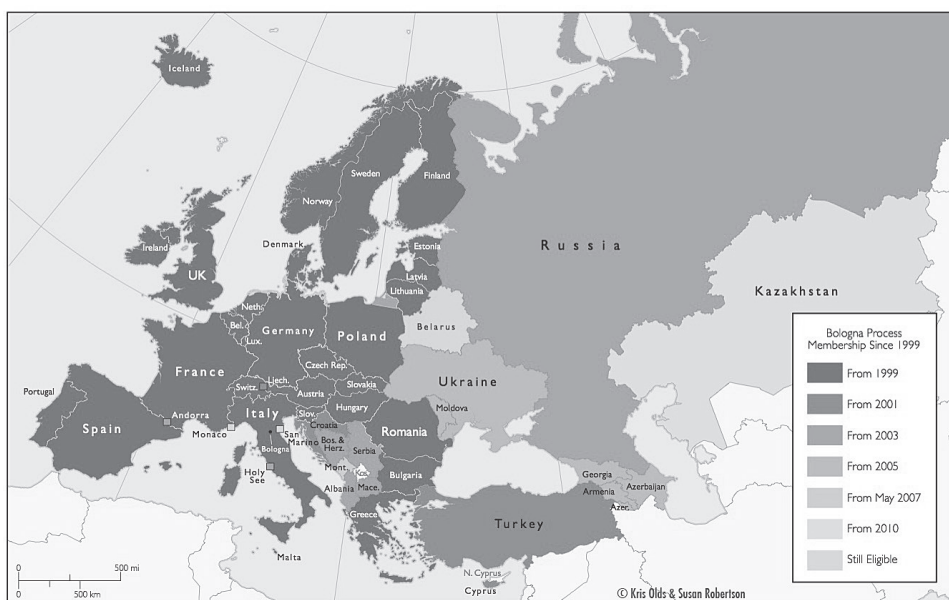 Iceland
Sweden
Finland
Norway
Russia
Denmark
Estonia
Ireland
Latvia
UK
Lithuania
Kazakhstan
Neth.
Bel.
Germany
Poland
Belarus
Lux.
Czech Rep.
France
Ukraine
Liech.
Switz.
Slovakia
Austria
Portugal
Hungary
Moldova
Andorra
Italy
Slov.
Spain
Monaco
Croatia
Romania
San
Marino
Bologna
Bos. &
Herz.
Serbia
Holy
See
Mont.
Kos.
Bulgaria
Albania
Mace.
Georgia
Armenia
Azerbaijan
Azer.
Greece
Turkey
Malta
N. Cyprus
Cyprus
Bologna Process
Membership Since 1999
From 1999
From 2001
From 2003
From 2005
From May 2007
From 2010
Still Eligible
0 500 mi
0 500 km
© Kris Olds & Susan Robertson